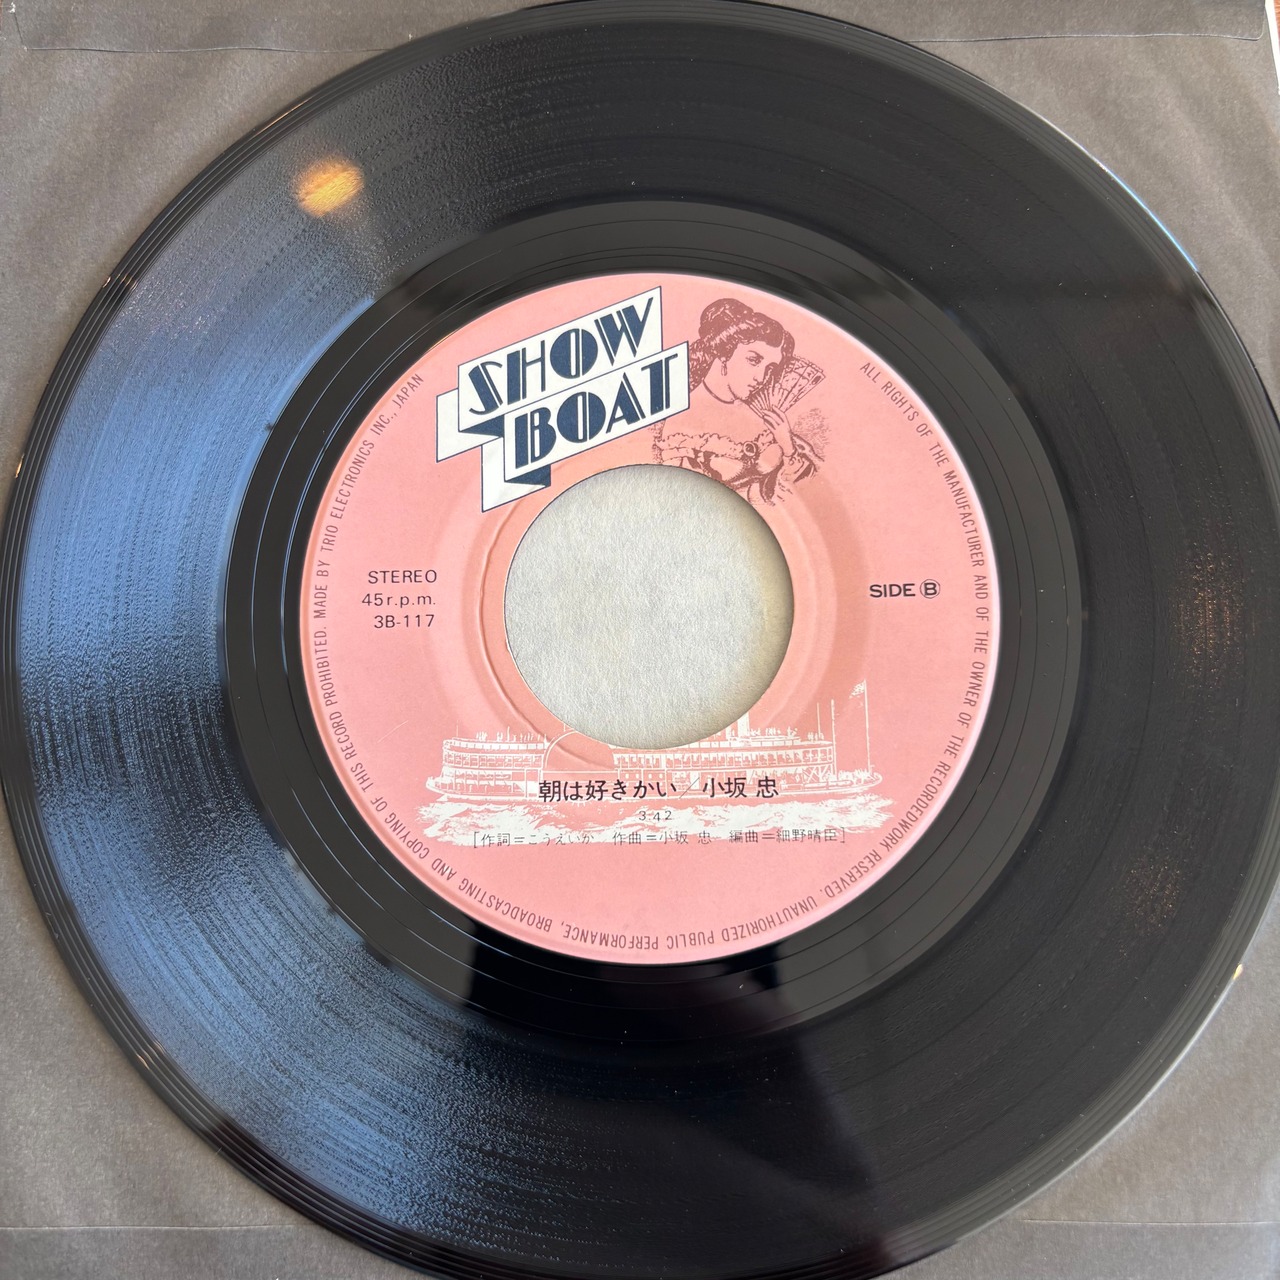 SHOW
BOAT
STEREO
45 r.p.m.
3B-117
SIDE Ⓑ
朝は好きかい／小坂 忠
3:42
[作詞=こうえいか 作曲=小坂 忠 編曲=細野晴臣]
ALL RIGHTS OF THE MANUFACTURER AND OF THE OWNER OF THE RECORDEDWORK RESERVED. UNAUTHORIZED PUBLIC PERFORMANCE, BROADCASTING AND COPYING OF THIS RECORD PROHIBITED. MADE BY TRIO ELECTRONICS INC., JAPAN